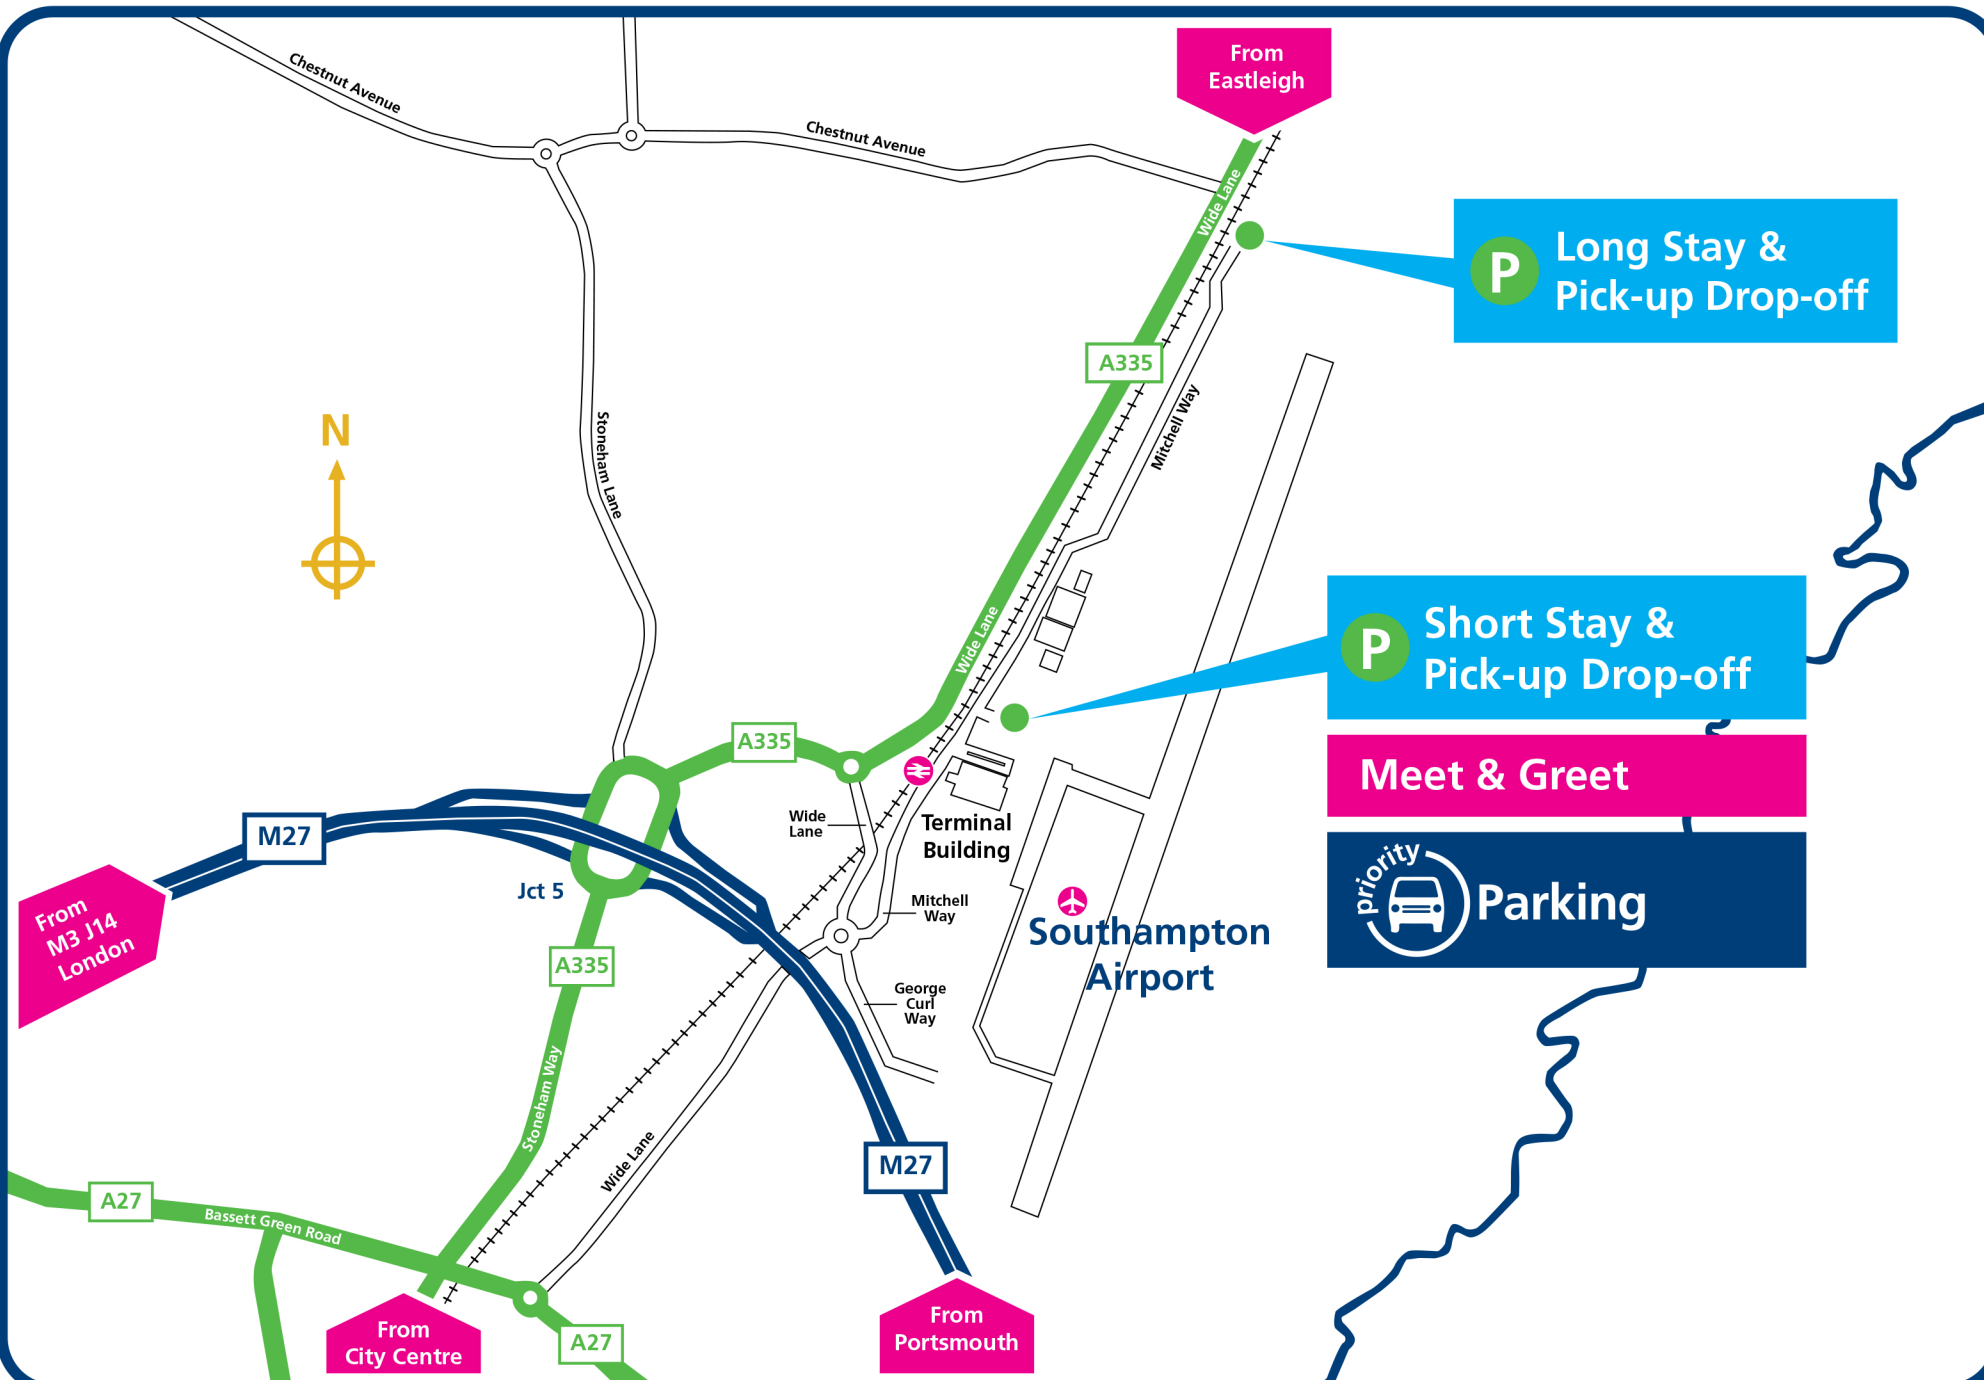 From
Eastleigh
Chestnut Avenue
Chestnut Avenue
Wide Lane
P
Long Stay &
Pick-up Drop-off
A335
Mitchell Way
N
Stoneham Lane
Wide Lane
P
Short Stay &
Pick-up Drop-off
A335
Meet & Greet
M27
Wide
Lane
Terminal
Building
Jct 5
priority
Parking
From
M3 J14
London
Mitchell
Way
Southampton
Airport
A335
George
Curl
Way
Stoneham Way
Wide Lane
M27
A27
Bassett Green Road
From
City Centre
A27
From
Portsmouth